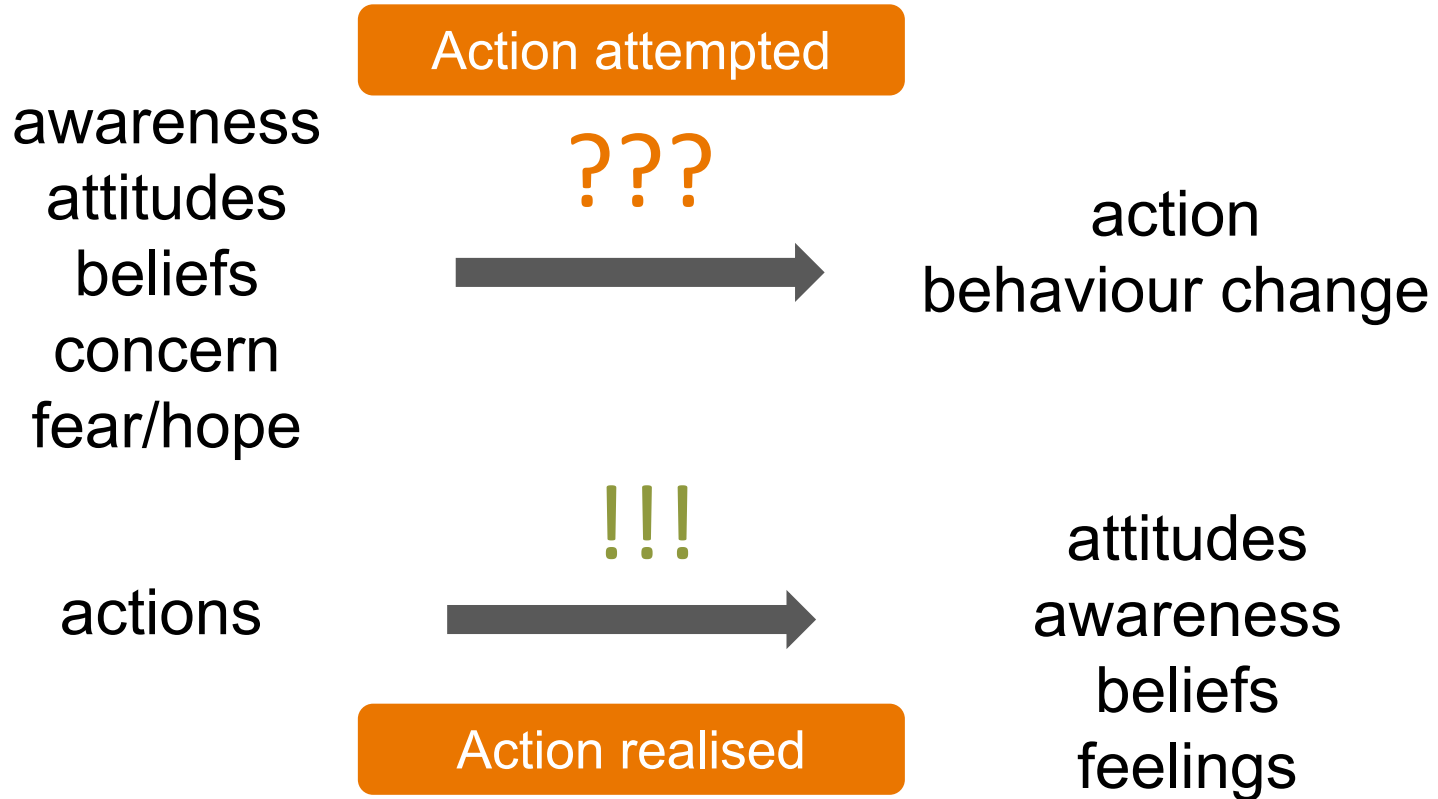 Action attempted
awareness
attitudes
beliefs
concern
fear/hope
???
action
behaviour change
actions
!!!
attitudes
awareness
beliefs
feelings
Action realised